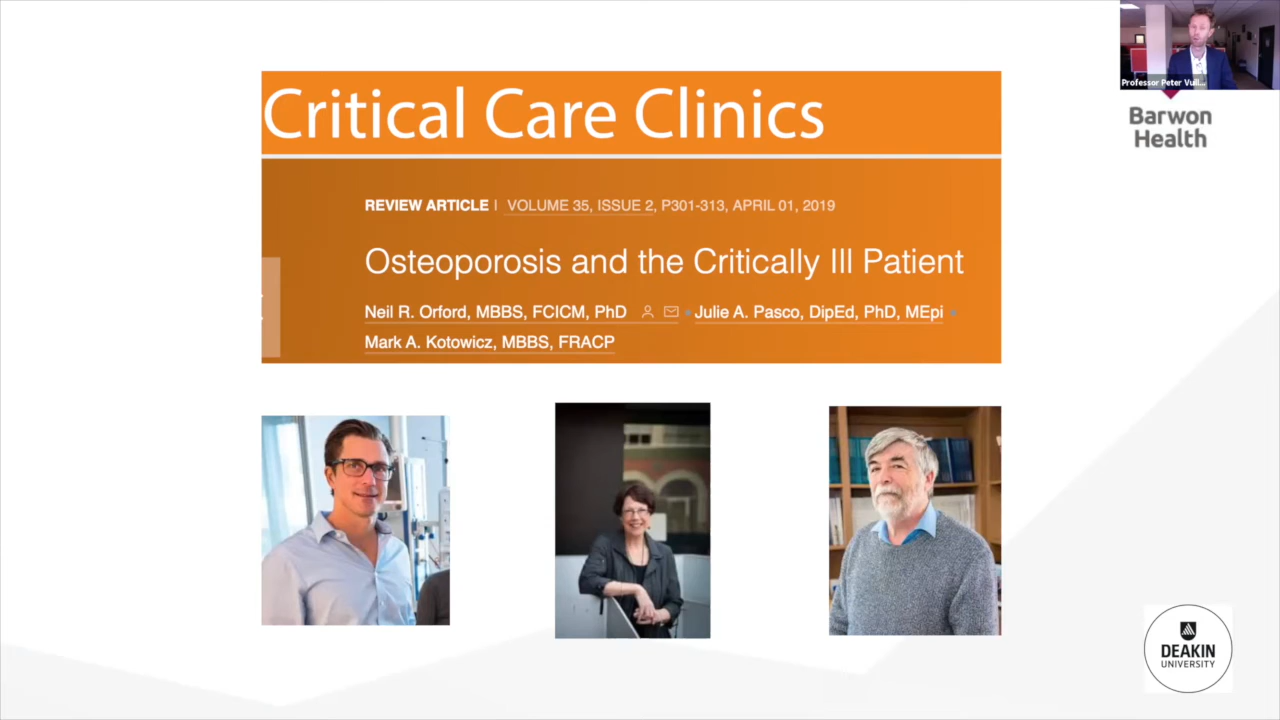 Critical Care Clinics
REVIEW ARTICLE | VOLUME 35, ISSUE 2, P301-313, APRIL 01, 2019
Osteoporosis and the Critically Ill Patient
Neil R. Orford, MBBS, FCICM, PhD • Julie A. Pasco, DipEd, PhD, MEpi •
Mark A. Kotowicz, MBBS, FRACP
Professor Peter Vuil...
Barwon
Health
DEAKIN
UNIVERSITY